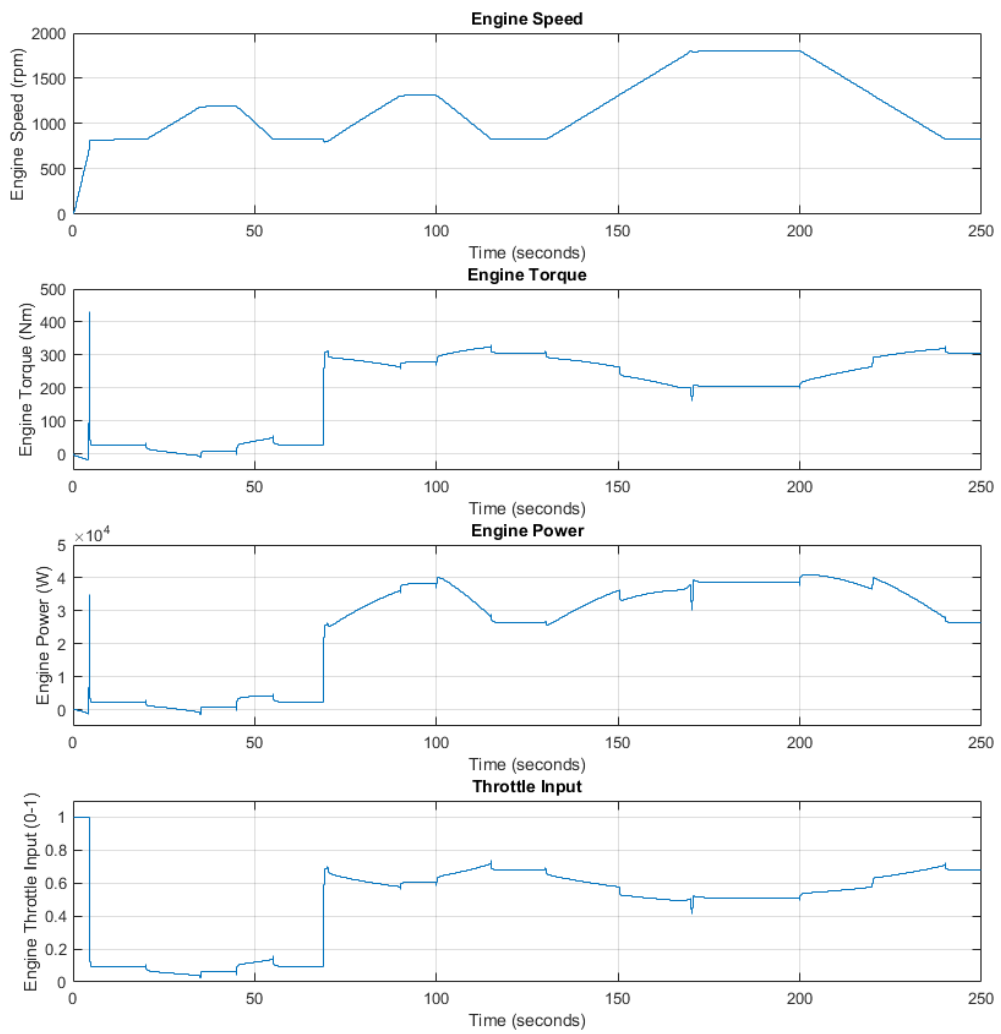 Engine Speed
2000
1500
1000
500
0
Engine Speed (rpm)
0 50 100 150 200 250
Time (seconds)
Engine Torque
500
400
300
200
100
0
Engine Torque (Nm)
0 50 100 150 200 250
Time (seconds)
Engine Power
×10⁴
5
4
3
2
1
0
Engine Power (W)
0 50 100 150 200 250
Time (seconds)
Throttle Input
1
0.8
0.6
0.4
0.2
0
Engine Throttle Input (0-1)
0 50 100 150 200 250
Time (seconds)